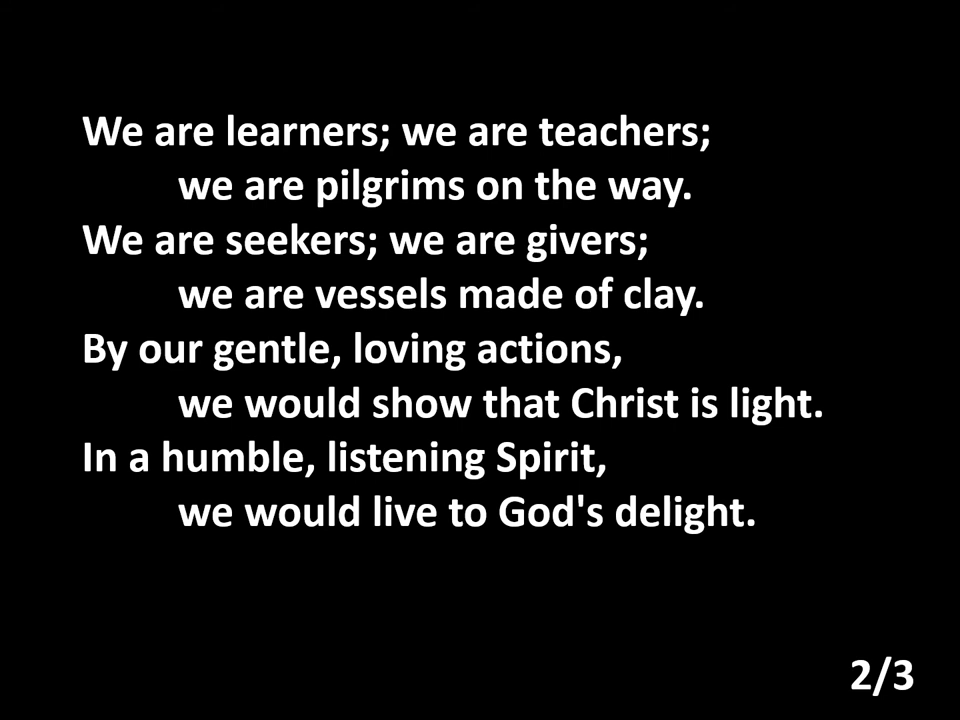 We are learners; we are teachers;
we are pilgrims on the way.
We are seekers; we are givers;
we are vessels made of clay.
By our gentle, loving actions,
we would show that Christ is light.
In a humble, listening Spirit,
we would live to God's delight.
2/3